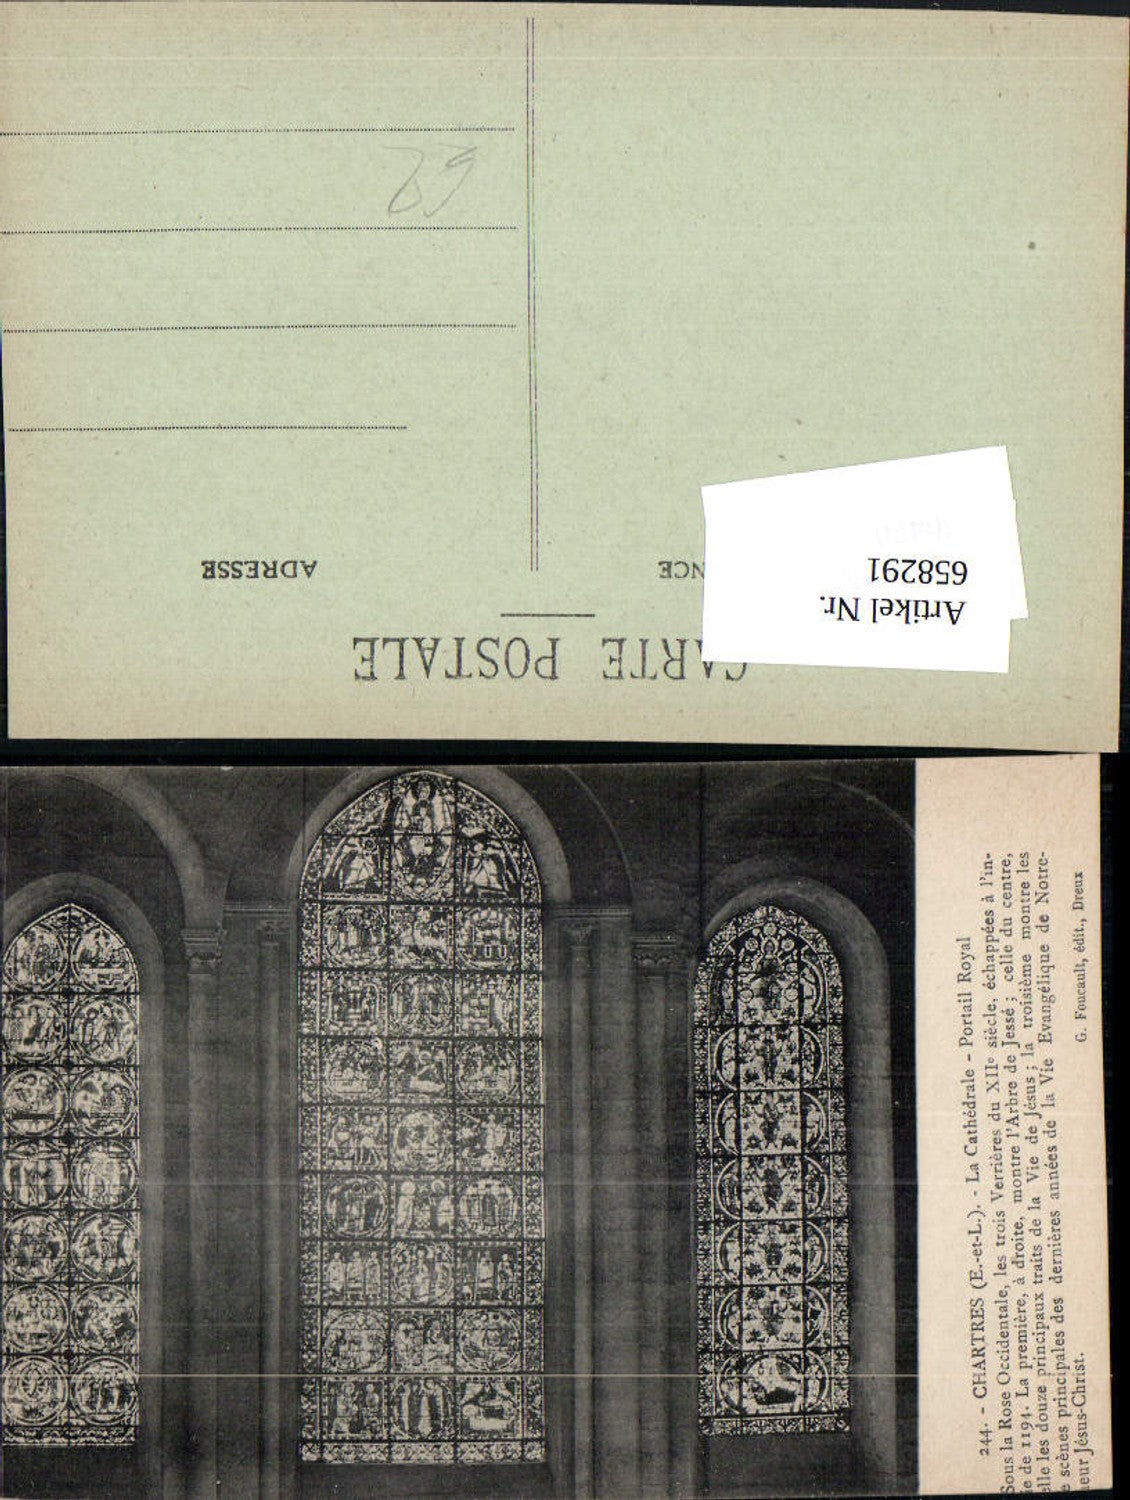 CARTE POSTALE
NCE
ADRESSE
Artikel Nr.
658291
244. - CHARTRES (E.-et-L.). - La Cathédrale - Portail Royal
Sous la Rose Occidentale, les trois Verrières du XIIe siècle, échappées à l'in-
e de 1194. La première, à droite, montre l'Arbre de Jessé ; celle du centre,
elle les douze principaux traits de la Vie de Jésus ; la troisième montre les
e scènes principales des dernières années de la Vie Evangélique de Notre-
neur Jésus-Christ.
G. Foucault, édit., Dreux